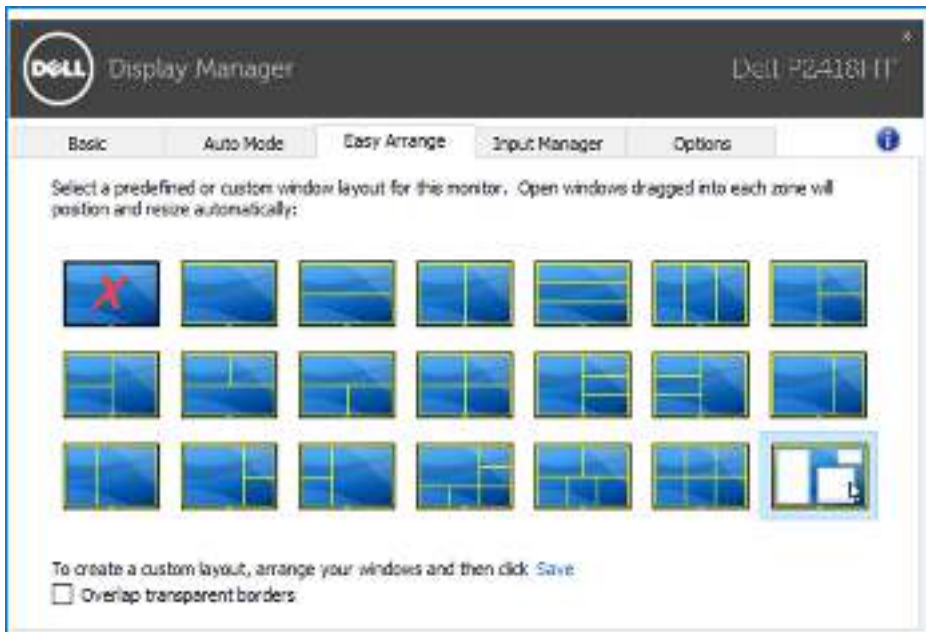 DELL Display Manager
Dell P2418HT
Basic Auto Mode Easy Arrange Input Manager Options
Select a predefined or custom window layout for this monitor. Open windows dragged into each zone will
position and resize automatically:
X
To create a custom layout, arrange your windows and then click Save
Overlap transparent borders